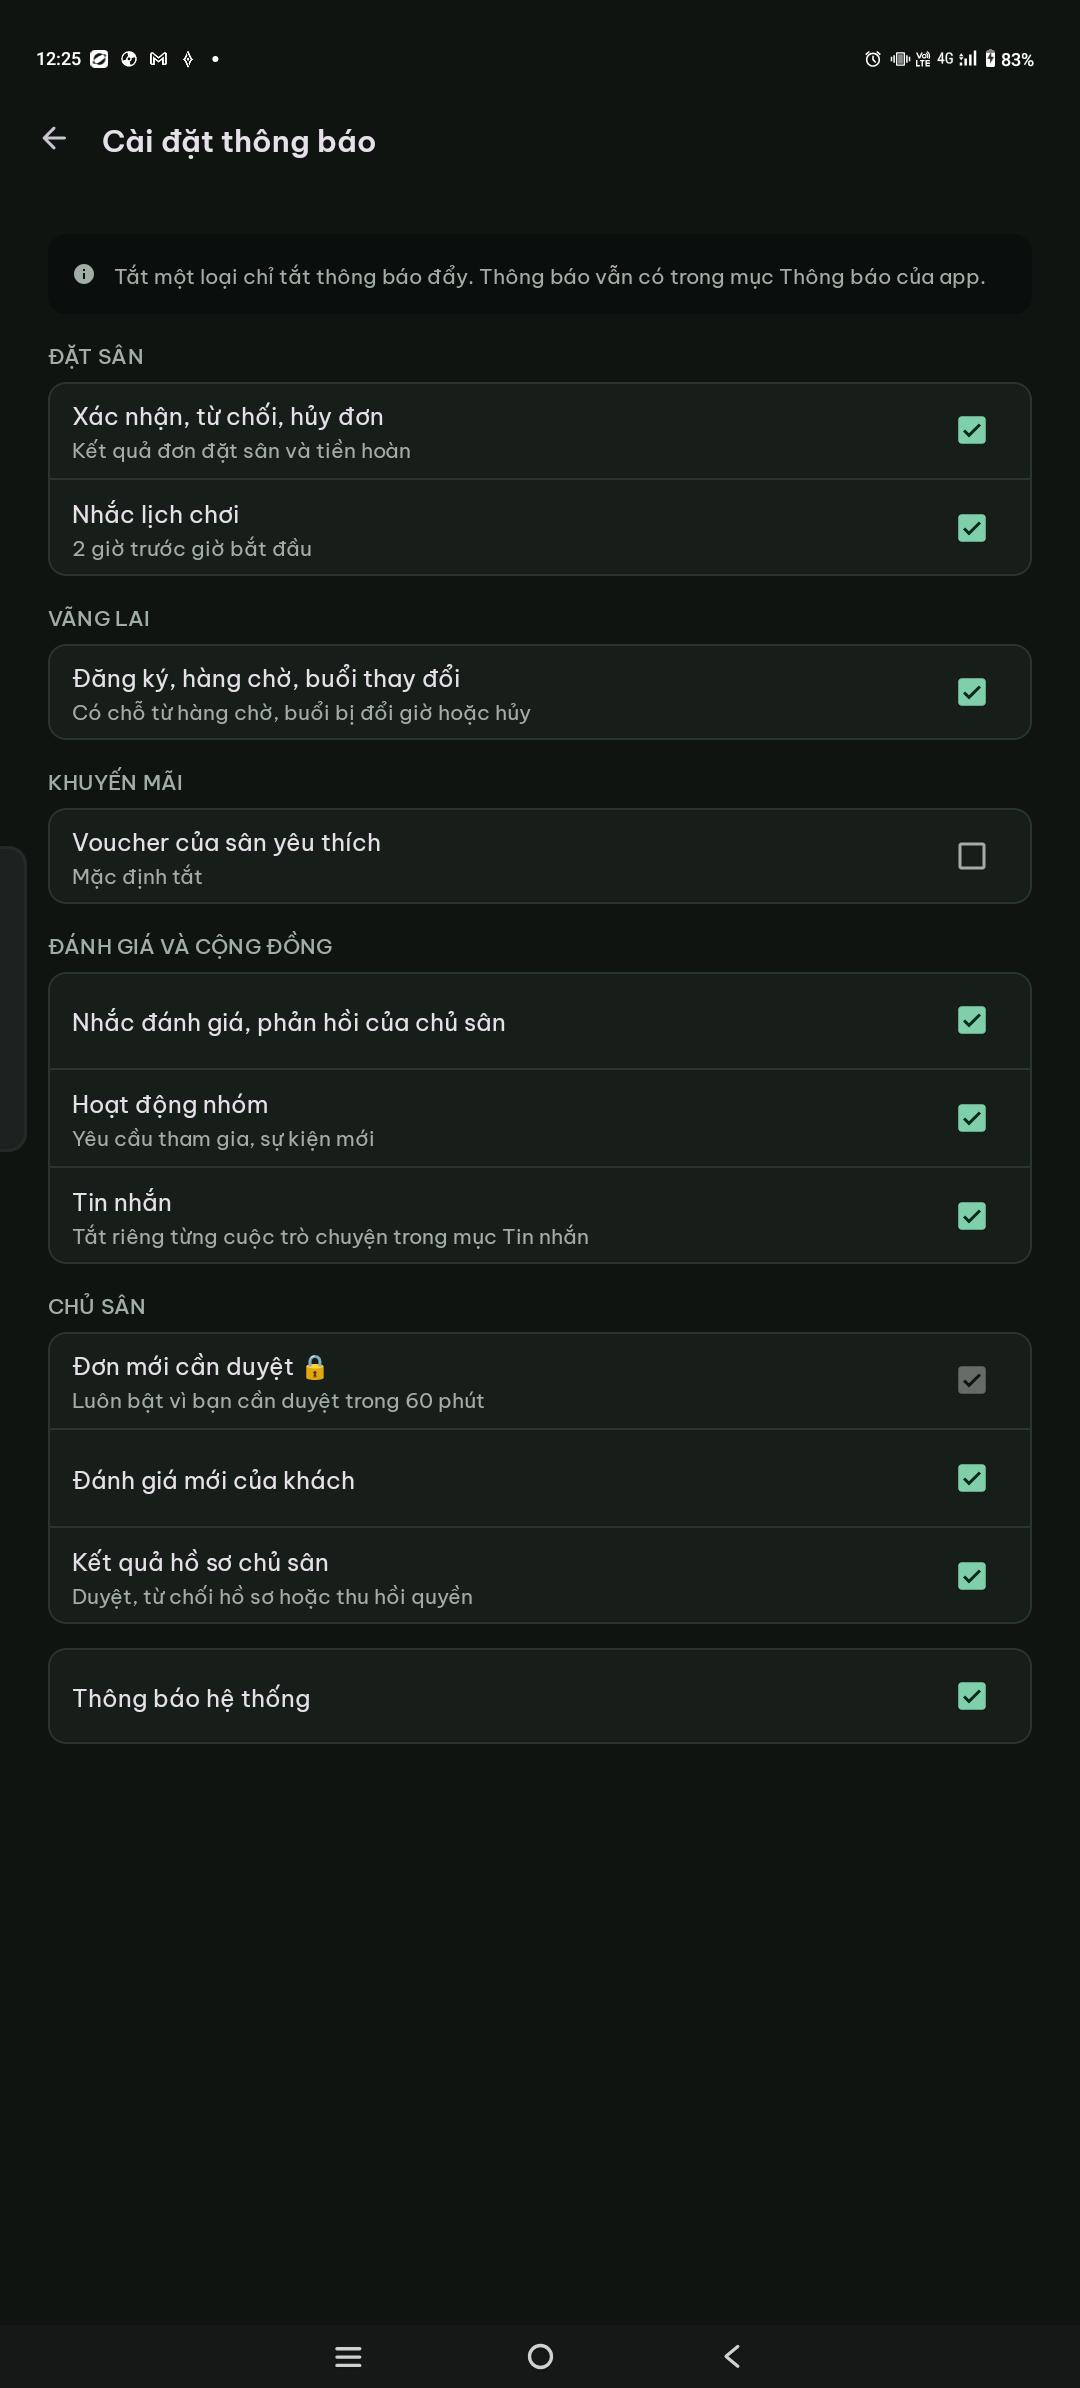 12:25
VoLTE 4G 83%
Cài đặt thông báo
Tắt một loại chỉ tắt thông báo đẩy. Thông báo vẫn có trong mục Thông báo của app.
ĐẶT SÂN
Xác nhận, từ chối, hủy đơn
Kết quả đơn đặt sân và tiền hoàn
Nhắc lịch chơi
2 giờ trước giờ bắt đầu
VÃNG LAI
Đăng ký, hàng chờ, buổi thay đổi
Có chỗ từ hàng chờ, buổi bị đổi giờ hoặc hủy
KHUYẾN MÃI
Voucher của sân yêu thích
Mặc định tắt
ĐÁNH GIÁ VÀ CỘNG ĐỒNG
Nhắc đánh giá, phản hồi của chủ sân
Hoạt động nhóm
Yêu cầu tham gia, sự kiện mới
Tin nhắn
Tắt riêng từng cuộc trò chuyện trong mục Tin nhắn
CHỦ SÂN
Đơn mới cần duyệt 🔒
Luôn bật vì bạn cần duyệt trong 60 phút
Đánh giá mới của khách
Kết quả hồ sơ chủ sân
Duyệt, từ chối hồ sơ hoặc thu hồi quyền
Thông báo hệ thống